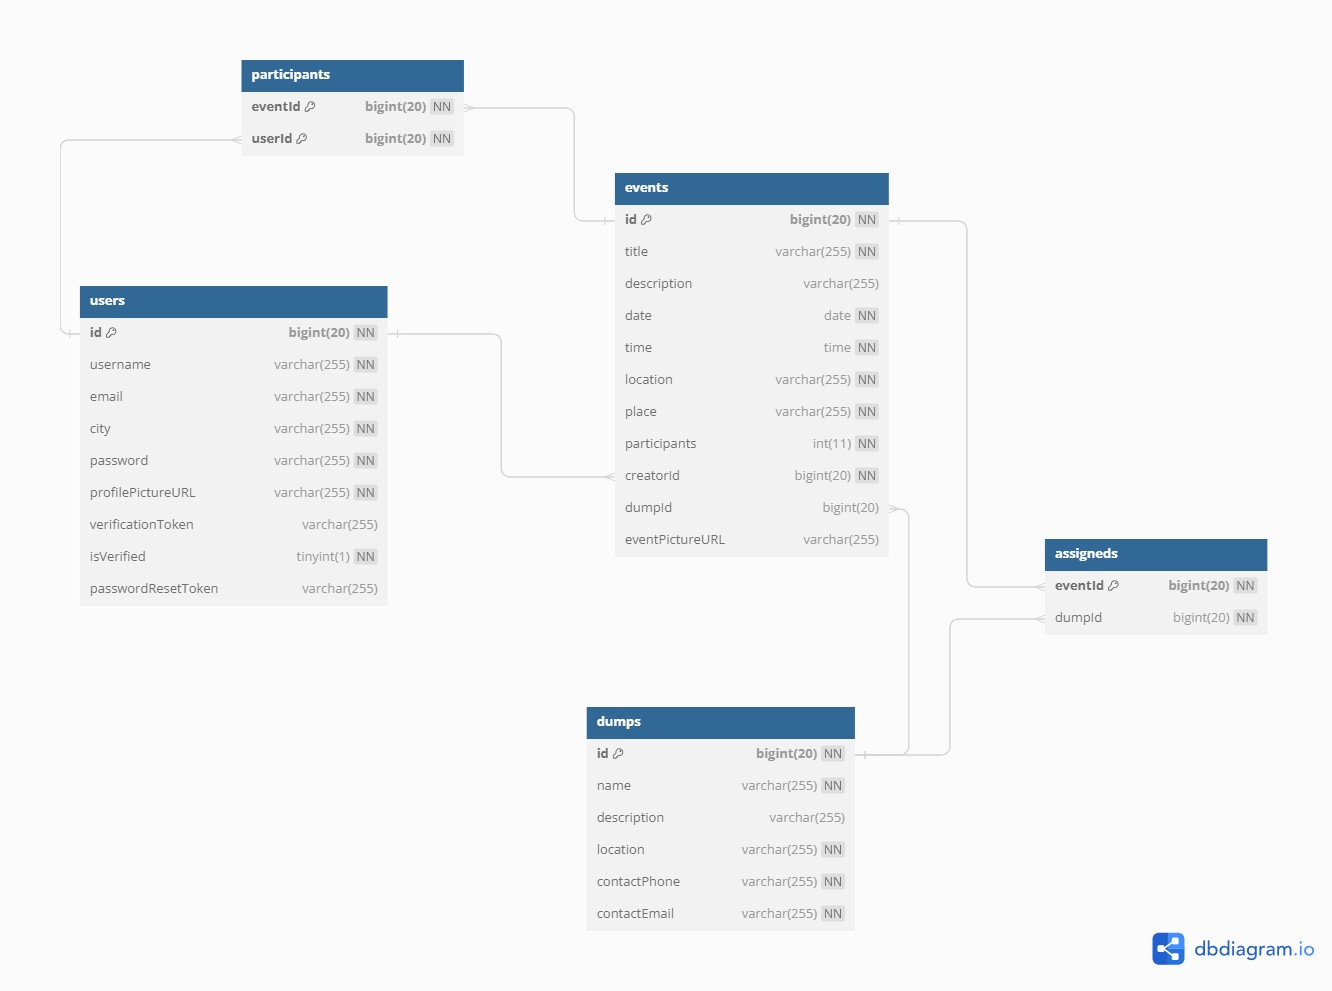 participants
eventId bigint(20) NN
userId bigint(20) NN
events
id bigint(20) NN
title varchar(255) NN
description varchar(255)
date date NN
time time NN
location varchar(255) NN
place varchar(255) NN
participants int(11) NN
creatorId bigint(20) NN
dumpId bigint(20)
eventPictureURL varchar(255)
users
id bigint(20) NN
username varchar(255) NN
email varchar(255) NN
city varchar(255) NN
password varchar(255) NN
profilePictureURL varchar(255) NN
verificationToken varchar(255)
isVerified tinyint(1) NN
passwordResetToken varchar(255)
assigneds
eventId bigint(20) NN
dumpId bigint(20) NN
dumps
id bigint(20) NN
name varchar(255) NN
description varchar(255)
location varchar(255) NN
contactPhone varchar(255) NN
contactEmail varchar(255) NN
dbdiagram.io